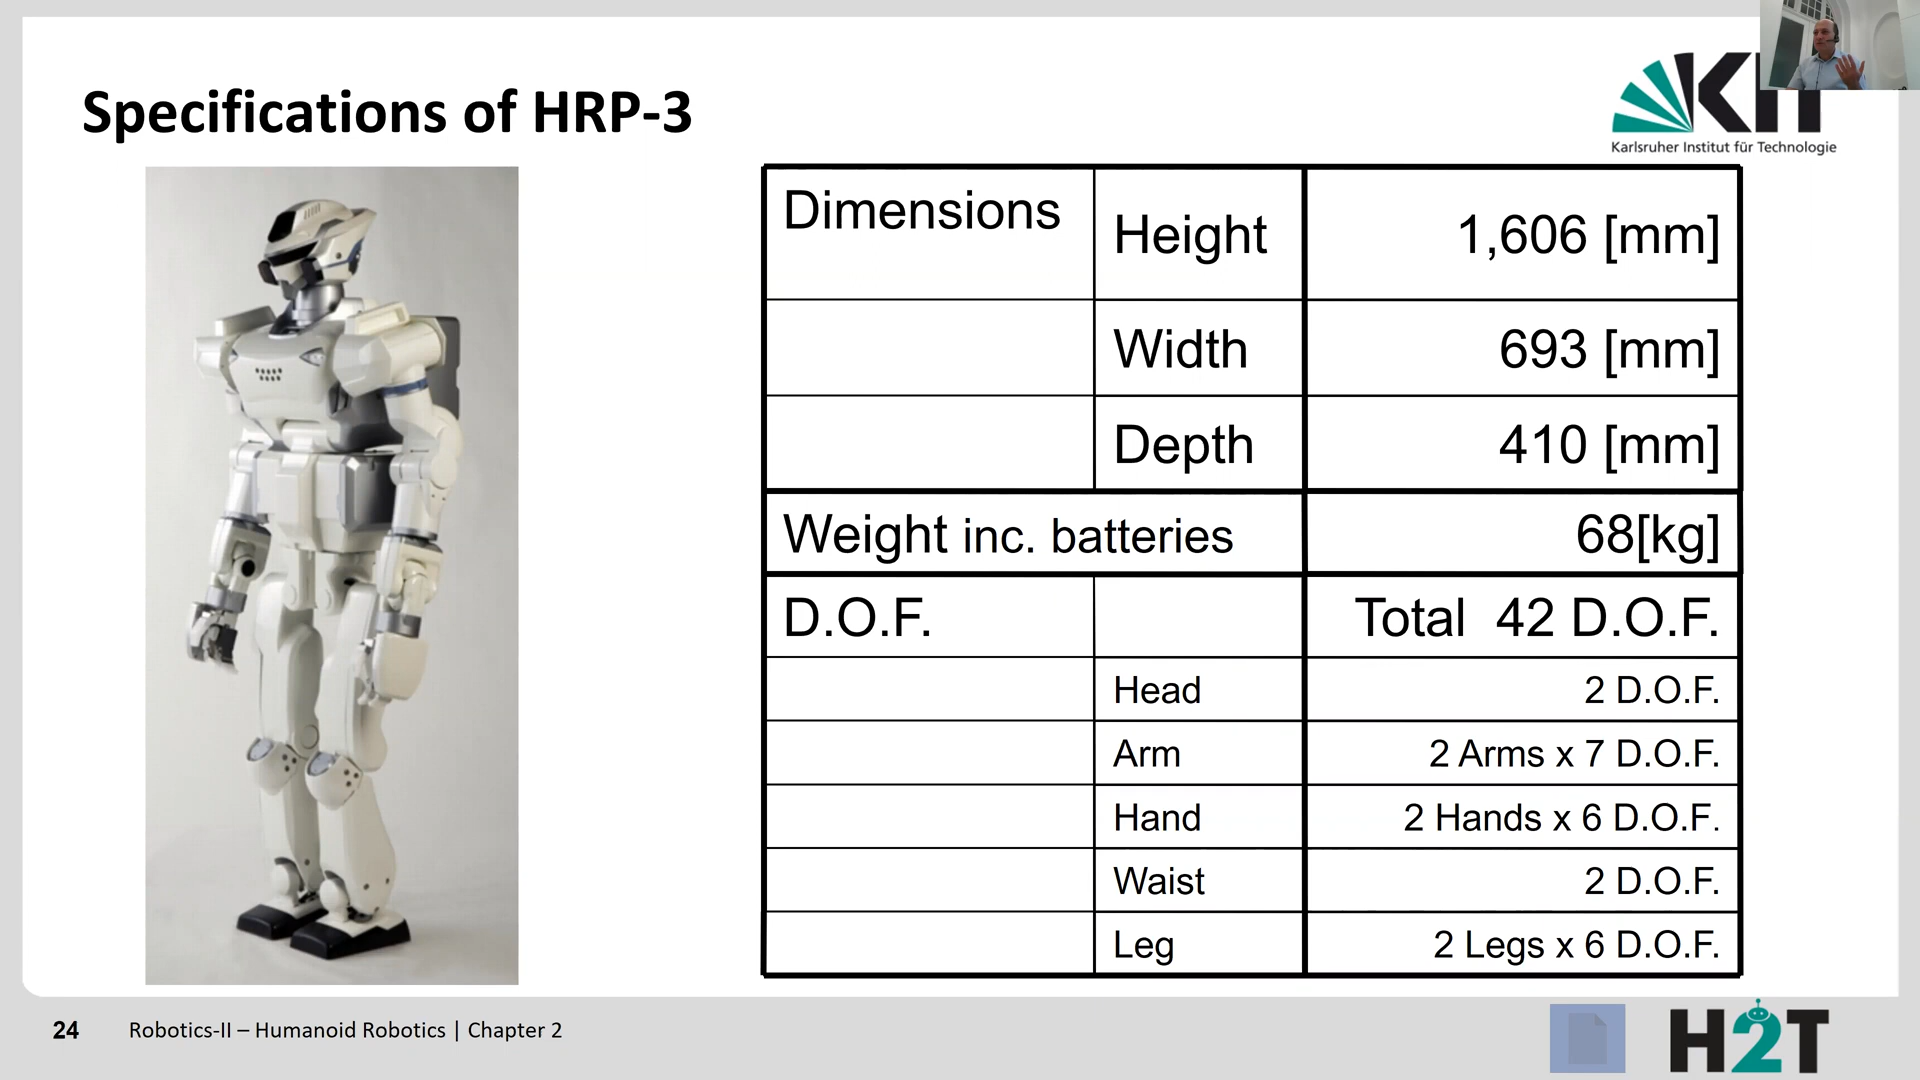 Specifications of HRP-3
KIT
Karlsruher Institut für Technologie
Dimensions Height 1,606 [mm]
Width 693 [mm]
Depth 410 [mm]
Weight inc. batteries 68[kg]
D.O.F. Total 42 D.O.F.
Head 2 D.O.F.
Arm 2 Arms x 7 D.O.F.
Hand 2 Hands x 6 D.O.F.
Waist 2 D.O.F.
Leg 2 Legs x 6 D.O.F.
24 Robotics-II – Humanoid Robotics | Chapter 2
H2T